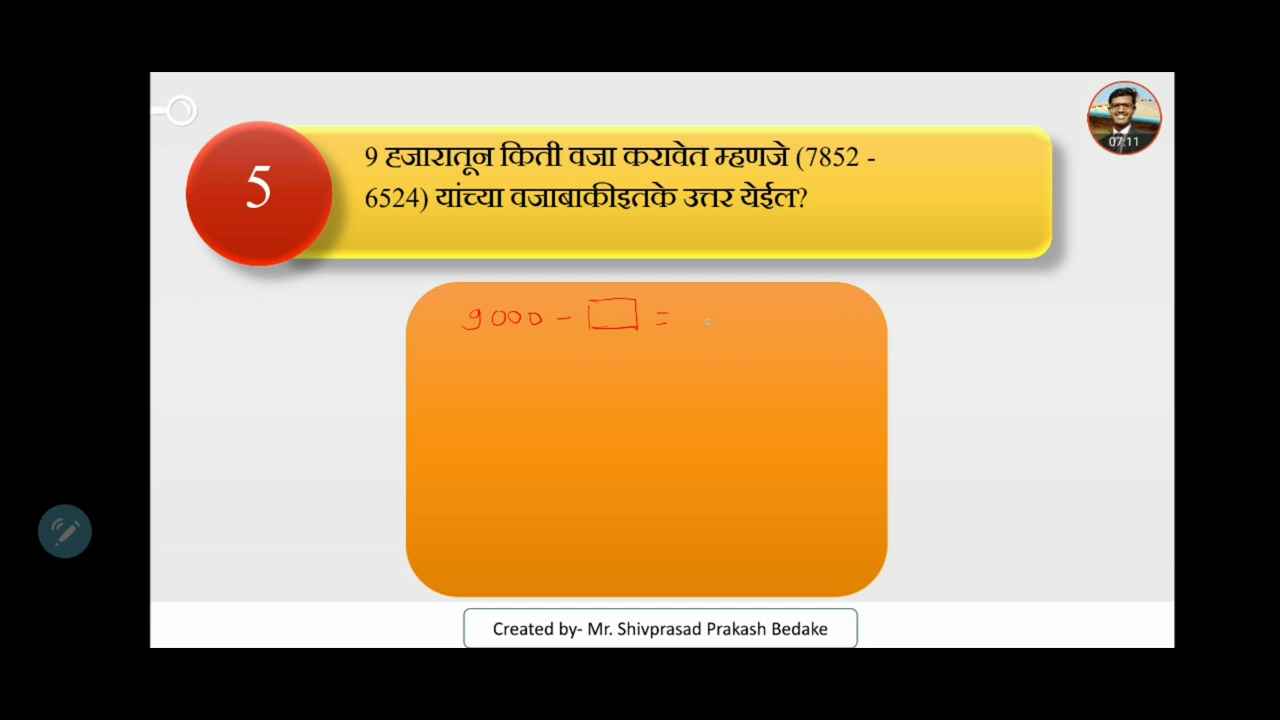 07:11
5
9 हजारातून किती वजा करावेत म्हणजे (7852 -
6524) यांच्या वजाबाकीइतके उत्तर येईल?
9000 - □ =
Created by- Mr. Shivprasad Prakash Bedake